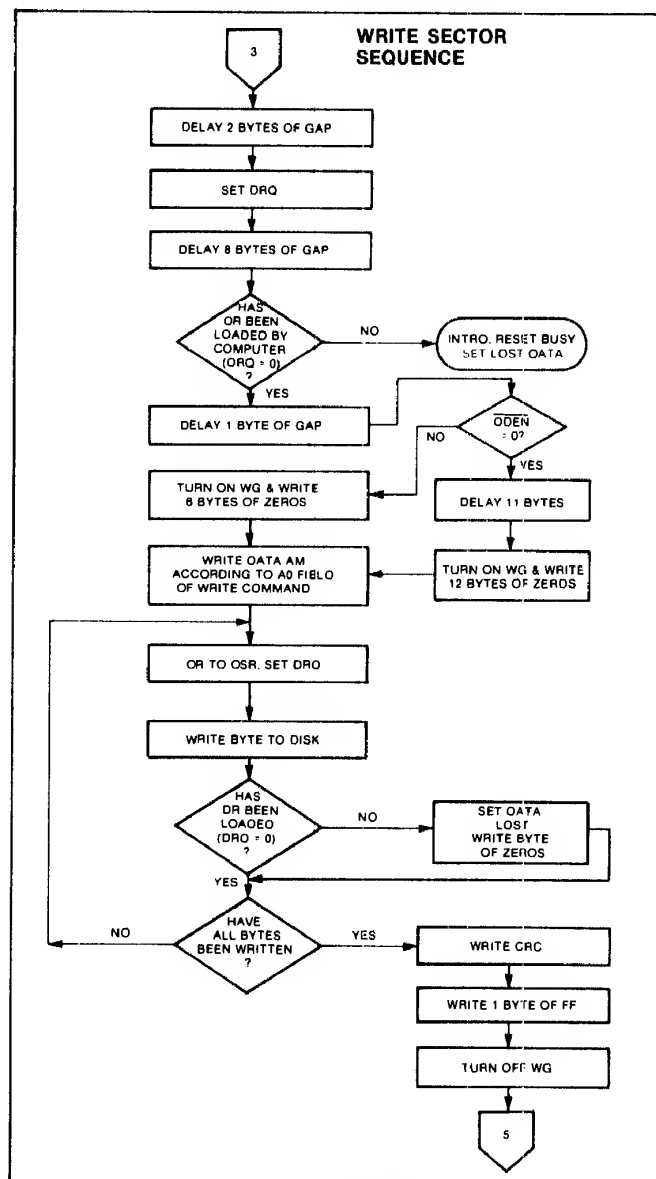 WRITE SECTOR
SEQUENCE
3
DELAY 2 BYTES OF GAP
SET DRQ
DELAY 8 BYTES OF GAP
HAS
DR BEEN
LOADED BY
COMPUTER
(DRQ = 0)
?
NO
INTRQ. RESET BUSY
SET LOST DATA
YES
DELAY 1 BYTE OF GAP
DDEN
= 0?
NO
YES
TURN ON WG & WRITE
6 BYTES OF ZEROS
DELAY 11 BYTES
WRITE DATA AM
ACCORDING TO A0 FIELD
OF WRITE COMMAND
TURN ON WG & WRITE
12 BYTES OF ZEROS
DR TO DSR. SET DRQ
WRITE BYTE TO DISK
HAS
DR BEEN
LOADED
(DRQ = 0)
?
NO
SET DATA
LOST
WRITE BYTE
OF ZEROS
YES
HAVE
ALL BYTES
BEEN WRITTEN
?
NO
YES
WRITE CRC
WRITE 1 BYTE OF FF
TURN OFF WG
5